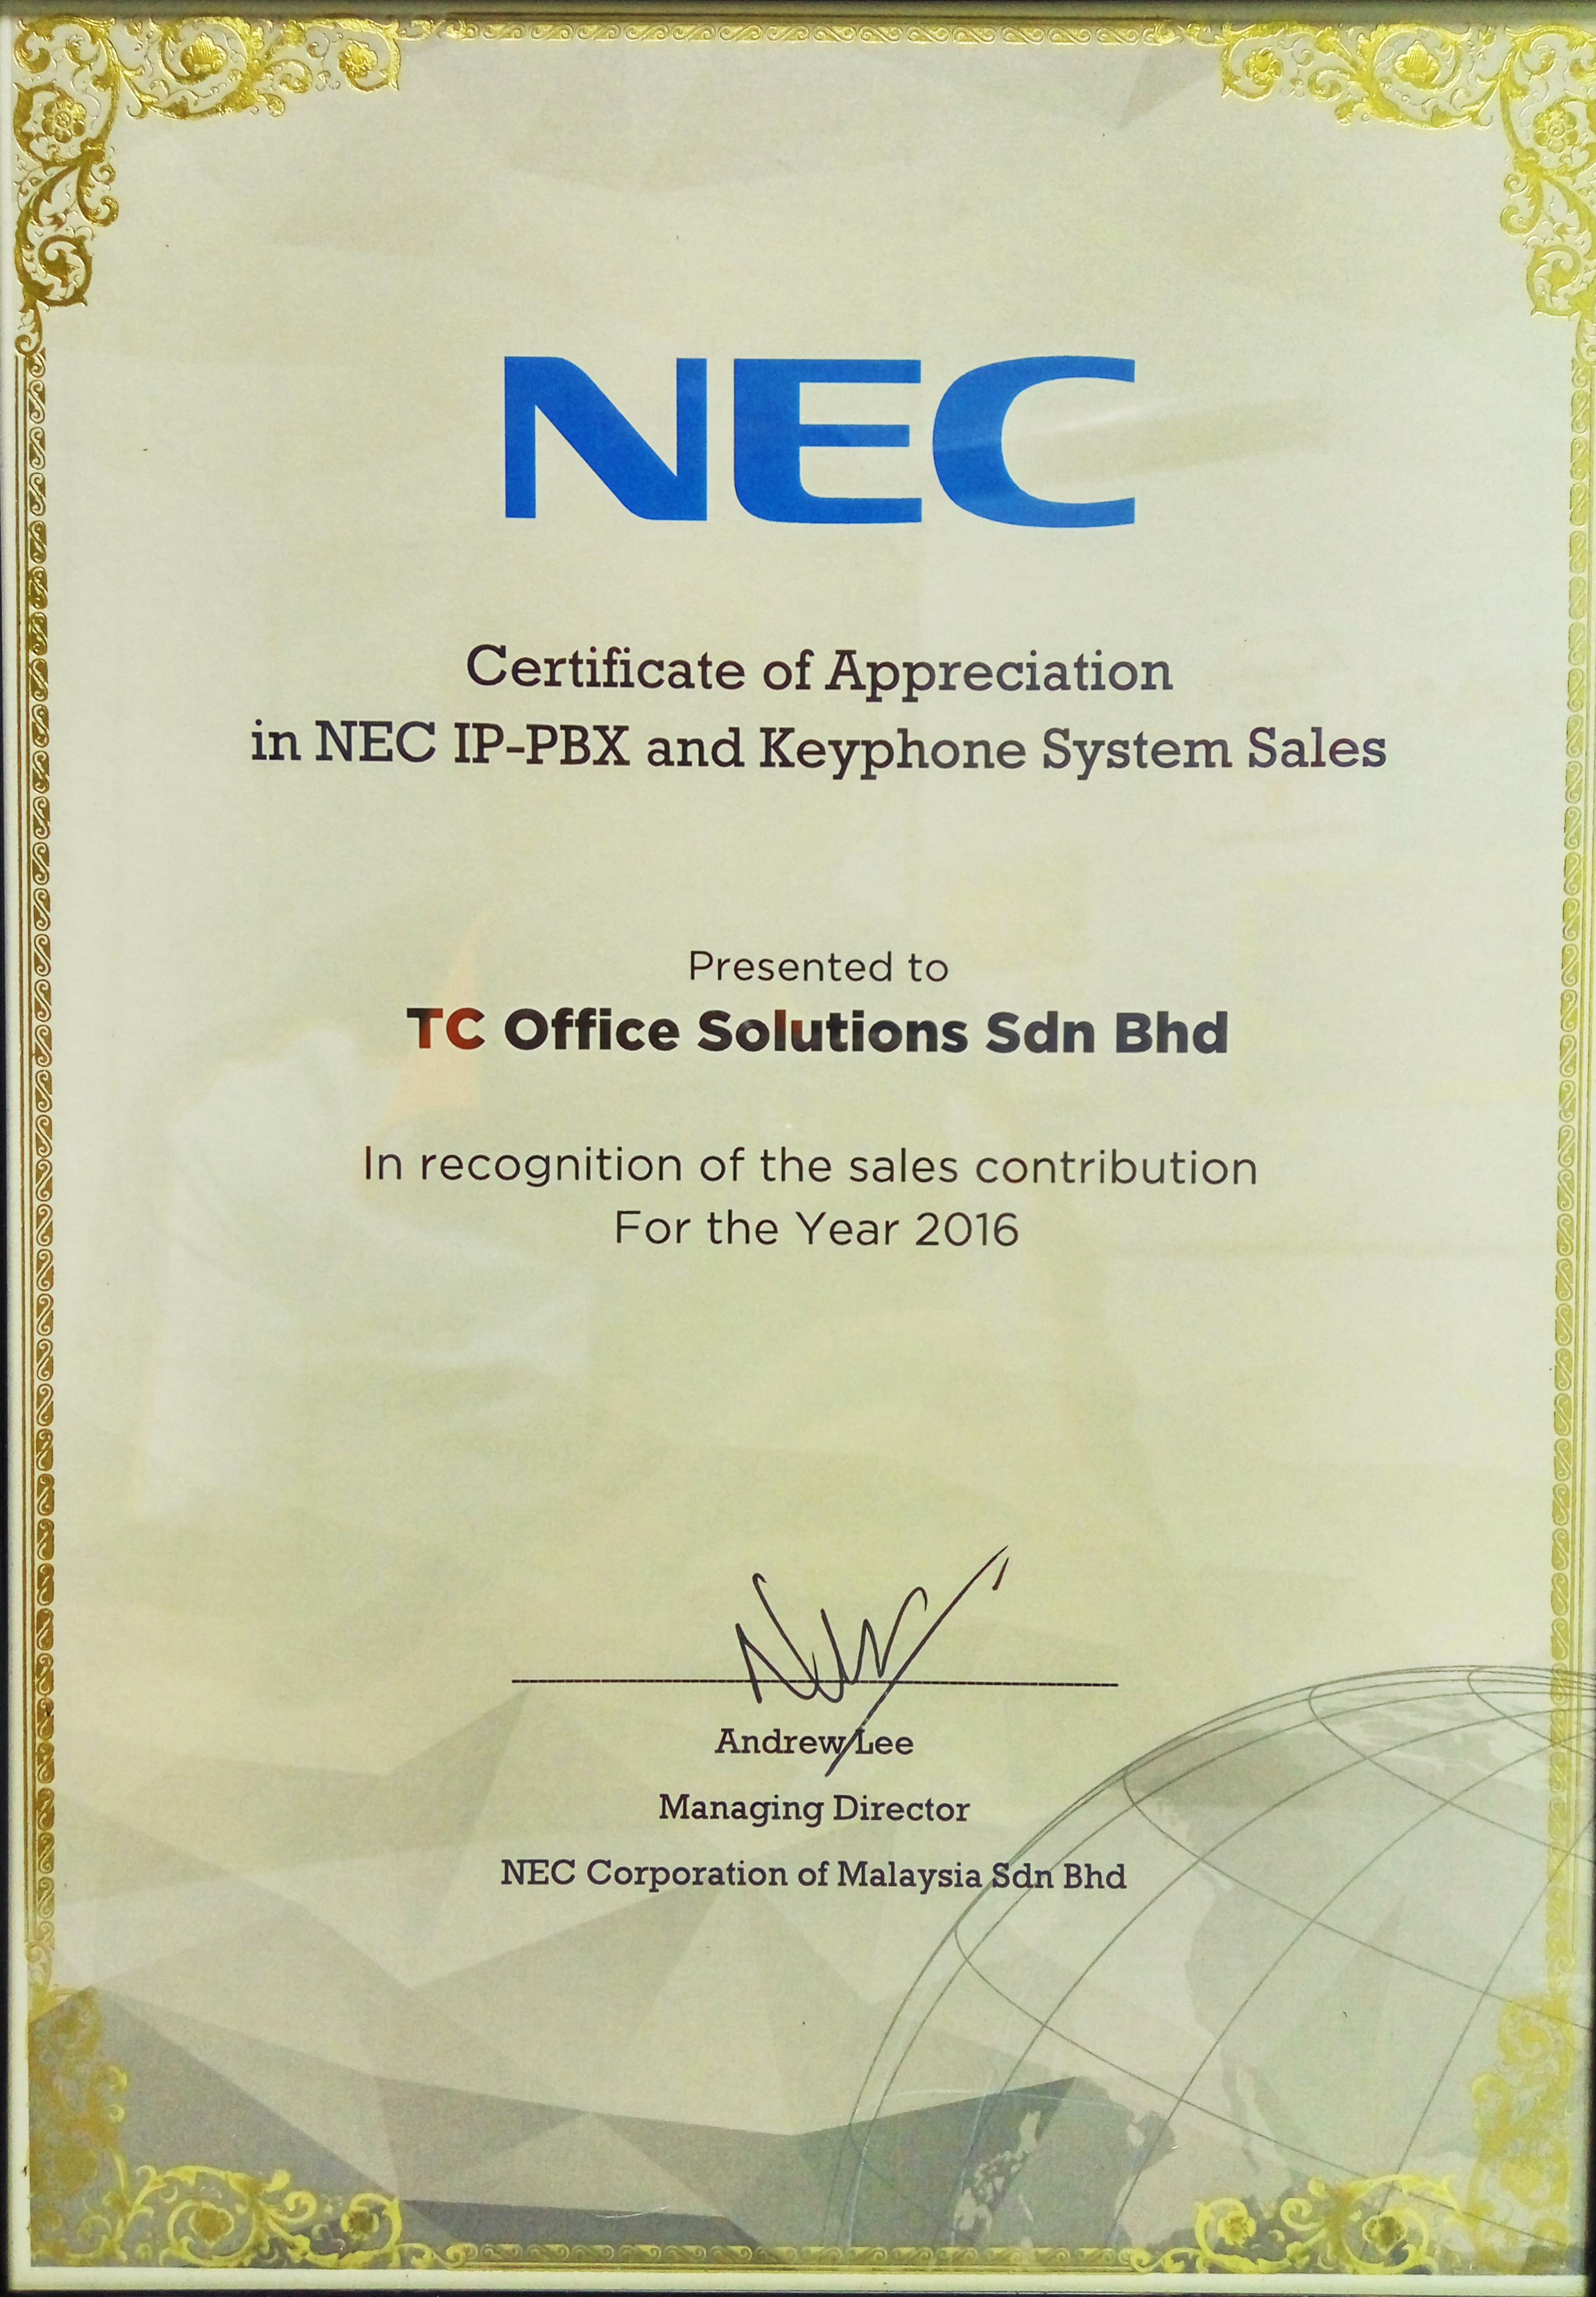 NEC
Certificate of Appreciation
in NEC IP-PBX and Keyphone System Sales
Presented to
TC Office Solutions Sdn Bhd
In recognition of the sales contribution
For the Year 2016
Andrew Lee
Managing Director
NEC Corporation of Malaysia Sdn Bhd